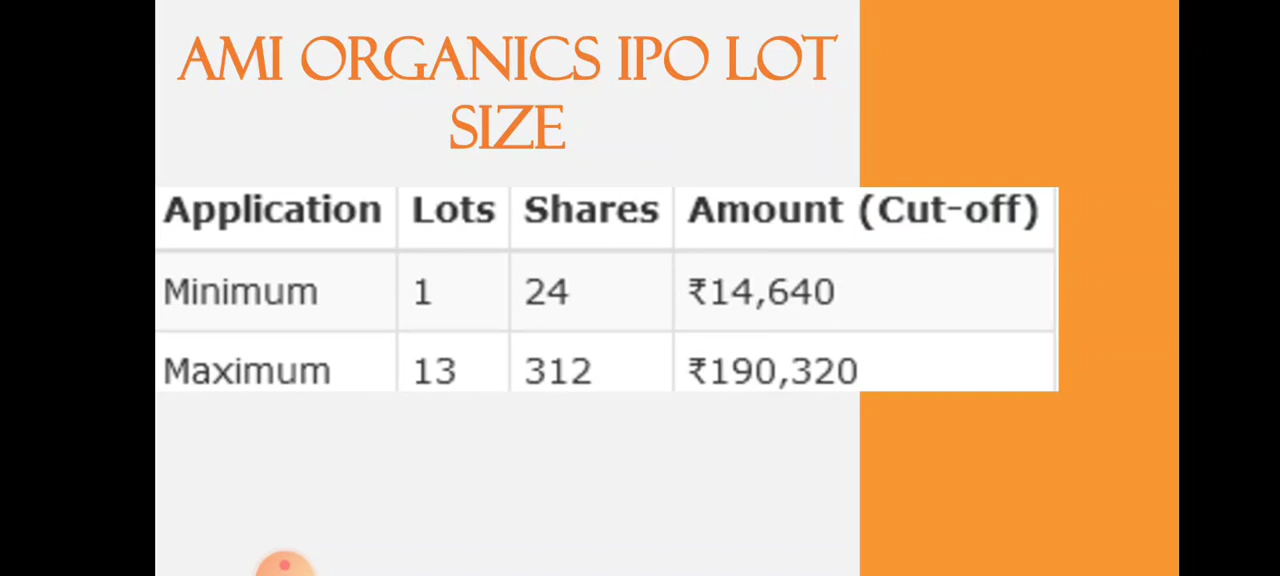 AMI ORGANICS IPO LOT
SIZE
Application Lots Shares Amount (Cut-off)
Minimum 1 24 ₹14,640
Maximum 13 312 ₹190,320